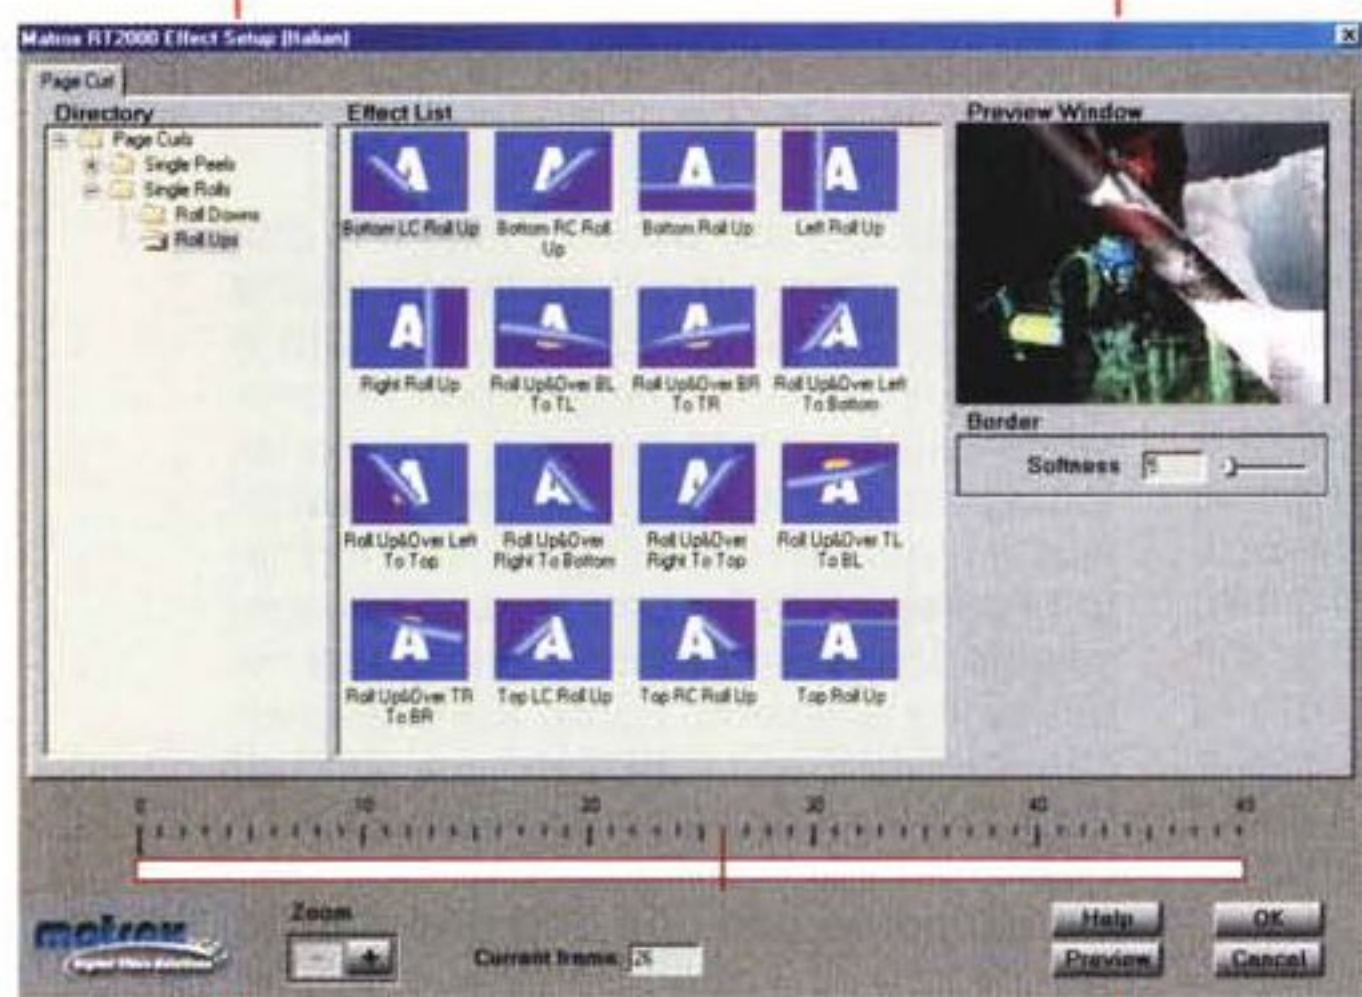 Matrox RT2000 Effect Setup (Italian)
Page Curl
Directory
Page Curls
Single Peels
Single Rolls
Roll Downs
Roll Ups
Effect List
Bottom LC Roll Up
Bottom RC Roll
Up
Bottom Roll Up
Left Roll Up
Right Roll Up
Roll Up&Over BL
To TL
Roll Up&Over BR
To TR
Roll Up&Over Left
To Bottom
Roll Up&Over Left
To Top
Roll Up&Over
Right To Bottom
Roll Up&Over
Right To Top
Roll Up&Over TL
To BL
Roll Up&Over TR
To BR
Top LC Roll Up
Top RC Roll Up
Top Roll Up
Preview Window
Border
Softness
0 10 20 30 40 49
matrox
Digital Video Solutions
Zoom
- +
Current frame: 26
Help
OK
Preview
Cancel